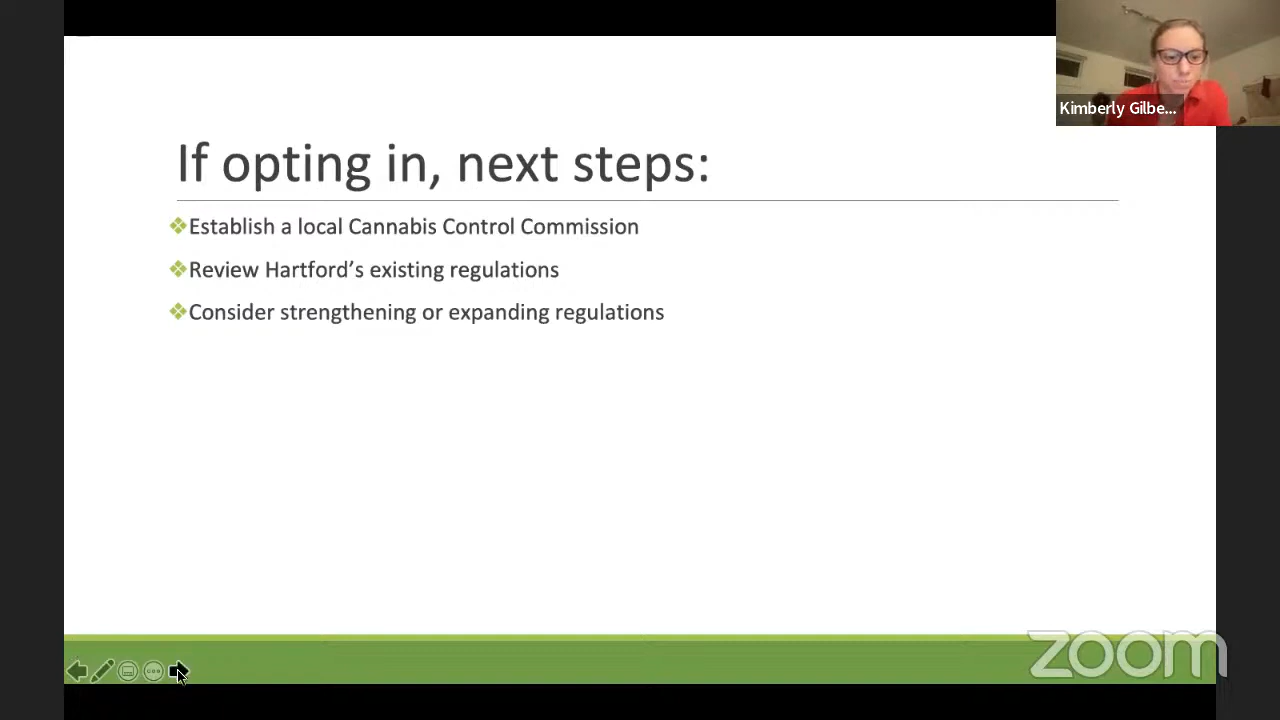 Kimberly Gilbe...
If opting in, next steps:
❖Establish a local Cannabis Control Commission
❖Review Hartford’s existing regulations
❖Consider strengthening or expanding regulations
zoom